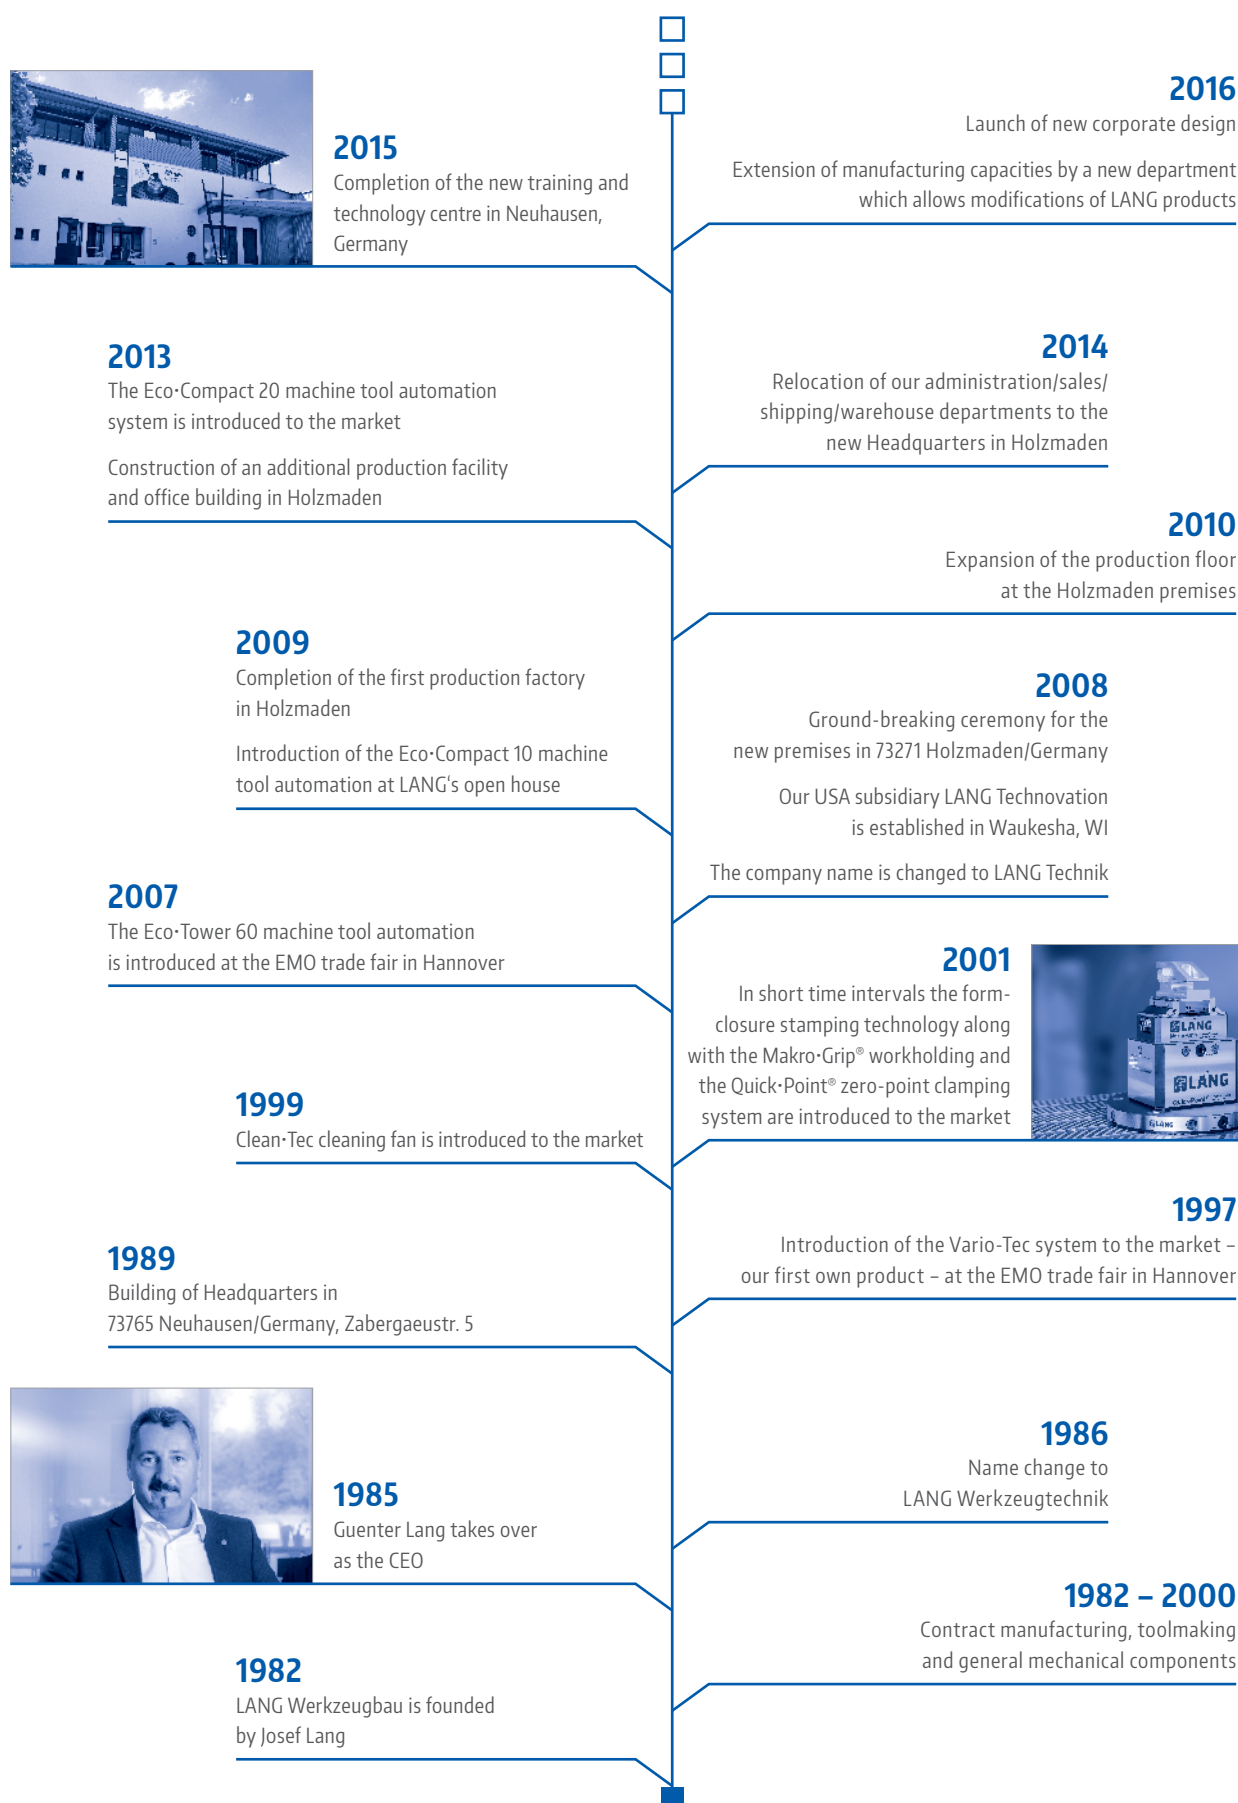 2016
Launch of new corporate design
Extension of manufacturing capacities by a new department
which allows modifications of LANG products
2015
Completion of the new training and
technology centre in Neuhausen,
Germany
2014
Relocation of our administration/sales/
shipping/warehouse departments to the
new Headquarters in Holzmaden
2013
The Eco·Compact 20 machine tool automation
system is introduced to the market
Construction of an additional production facility
and office building in Holzmaden
2010
Expansion of the production floor
at the Holzmaden premises
2009
Completion of the first production factory
in Holzmaden
Introduction of the Eco·Compact 10 machine
tool automation at LANG‘s open house
2008
Ground-breaking ceremony for the
new premises in 73271 Holzmaden/Germany
Our USA subsidiary LANG Technovation
is established in Waukesha, WI
The company name is changed to LANG Technik
2007
The Eco·Tower 60 machine tool automation
is introduced at the EMO trade fair in Hannover
2001
In short time intervals the form-
closure stamping technology along
with the Makro·Grip® workholding and
the Quick·Point® zero-point clamping
system are introduced to the market
LANG
LANG
LANG
1999
Clean·Tec cleaning fan is introduced to the market
1997
Introduction of the Vario-Tec system to the market –
our first own product – at the EMO trade fair in Hannover
1989
Building of Headquarters in
73765 Neuhausen/Germany, Zabergaeustr. 5
1986
Name change to
LANG Werkzeugtechnik
1985
Guenter Lang takes over
as the CEO
1982 – 2000
Contract manufacturing, toolmaking
and general mechanical components
1982
LANG Werkzeugbau is founded
by Josef Lang